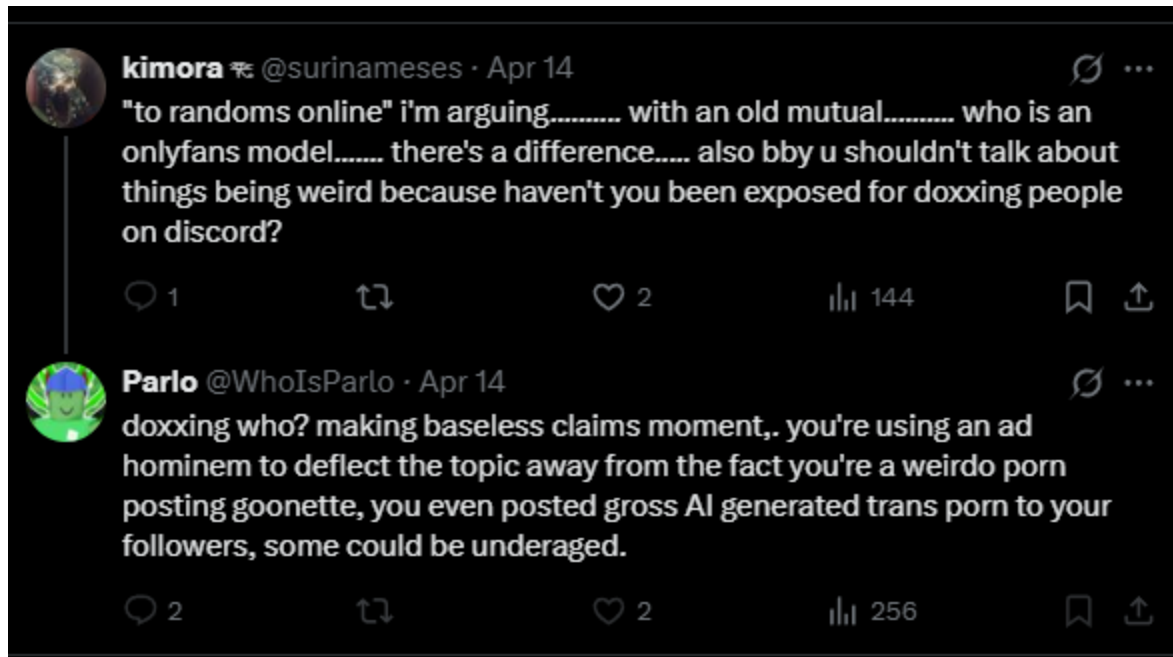 kimora @surinameses · Apr 14
"to randoms online" i'm arguing.......... with an old mutual.......... who is an
onlyfans model....... there's a difference..... also bby u shouldn't talk about
things being weird because haven't you been exposed for doxxing people
on discord?
1 2 144
Parlo @WhoIsParlo · Apr 14
doxxing who? making baseless claims moment,. you're using an ad
hominem to deflect the topic away from the fact you're a weirdo porn
posting goonette, you even posted gross AI generated trans porn to your
followers, some could be underaged.
2 2 256